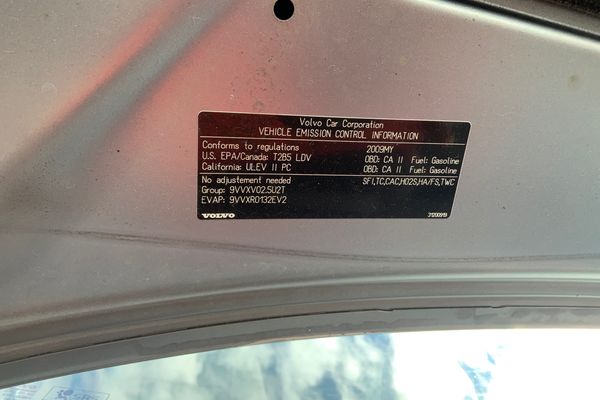 Volvo Car Corporation
VEHICLE EMISSION CONTROL INFORMATION
Conforms to regulations 2009MY
U.S. EPA/Canada: T2B5 LDV OBD: CA II Fuel: Gasoline
California: ULEV II PC OBD: CA II Fuel: Gasoline
No adjustement needed SFI,TC,CAC,HO2S,HA/FS,TWC
Group: 9VVXV02.5U2T
EVAP: 9VVXR0132EV2
VOLVO